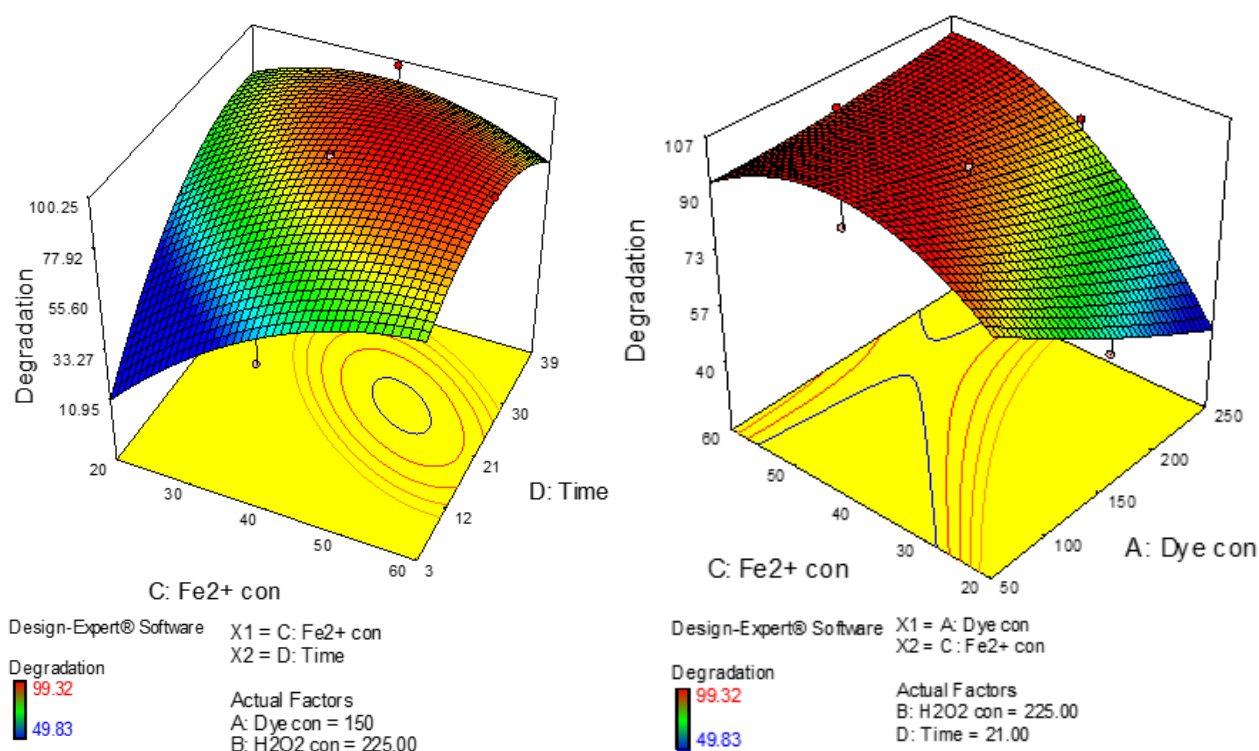 100.25
77.92
55.60
33.27
10.95
Degradation
20
30
40
50
60
3
12
21
30
39
D: Time
C: Fe2+ con
Design-Expert® Software
Degradation
99.32
49.83
X1 = C: Fe2+ con
X2 = D: Time
Actual Factors
A: Dye con = 150
B: H2O2 con = 225.00
107
90
73
57
40
Degradation
60
50
40
30
20
50
100
150
200
250
C: Fe2+ con
A: Dye con
Design-Expert® Software
Degradation
99.32
49.83
X1 = A: Dye con
X2 = C: Fe2+ con
Actual Factors
B: H2O2 con = 225.00
D: Time = 21.00